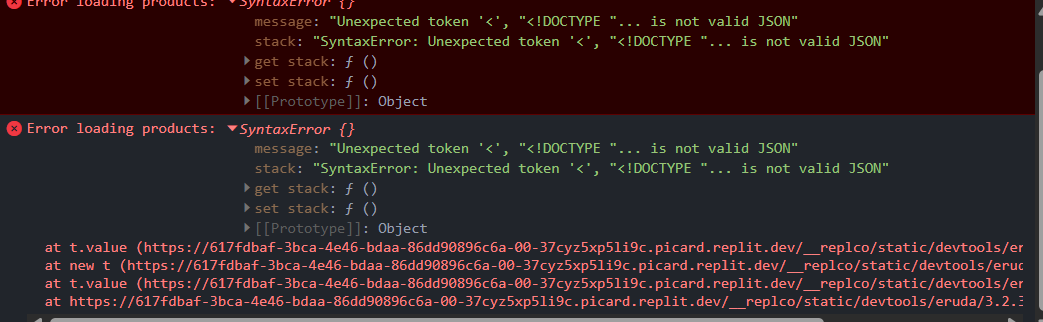 Error loading products: ▼SyntaxError {}
message: "Unexpected token '<', "<!DOCTYPE "... is not valid JSON"
stack: "SyntaxError: Unexpected token '<', "<!DOCTYPE "... is not valid JSON"
▶get stack: ƒ ()
▶set stack: ƒ ()
▶[[Prototype]]: Object
Error loading products: ▼SyntaxError {}
message: "Unexpected token '<', "<!DOCTYPE "... is not valid JSON"
stack: "SyntaxError: Unexpected token '<', "<!DOCTYPE "... is not valid JSON"
▶get stack: ƒ ()
▶set stack: ƒ ()
▶[[Prototype]]: Object
at t.value (https://617fdbaf-3bca-4e46-bdaa-86dd90896c6a-00-37cyz5xp5li9c.picard.replit.dev/__replco/static/devtools/er
at new t (https://617fdbaf-3bca-4e46-bdaa-86dd90896c6a-00-37cyz5xp5li9c.picard.replit.dev/__replco/static/devtools/erud
at t.value (https://617fdbaf-3bca-4e46-bdaa-86dd90896c6a-00-37cyz5xp5li9c.picard.replit.dev/__replco/static/devtools/er
at https://617fdbaf-3bca-4e46-bdaa-86dd90896c6a-00-37cyz5xp5li9c.picard.replit.dev/__replco/static/devtools/eruda/3.2.3